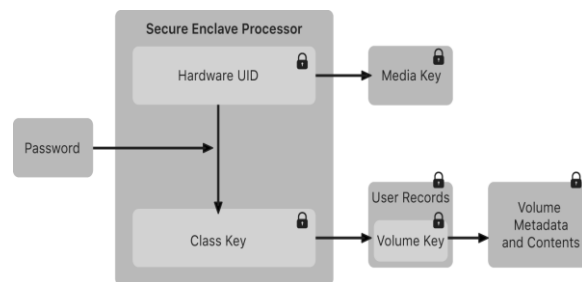 Secure Enclave Processor
Hardware UID
Media Key
Password
User Records
Class Key
Volume Key
Volume
Metadata
and Contents